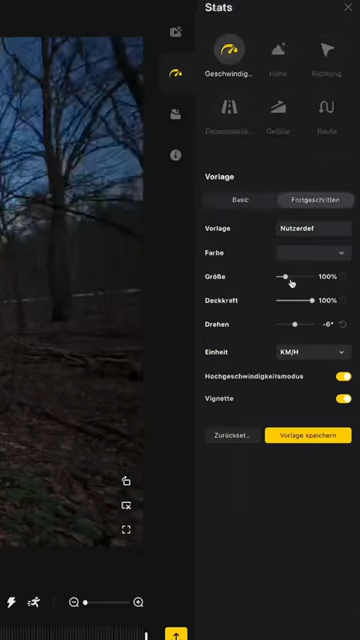 Stats
Geschwindig...
Höhe
Richtung
Gefälle
Route
Vorlage
Basic
Fortgeschritten
Vorlage
Nutzerdef
Farbe
Größe
100%
Deckkraft
100%
Drehen
-6°
Einheit
KM/H
Hochgeschwindigkeitsmodus
Vignette
Zurückset...
Vorlage speichern